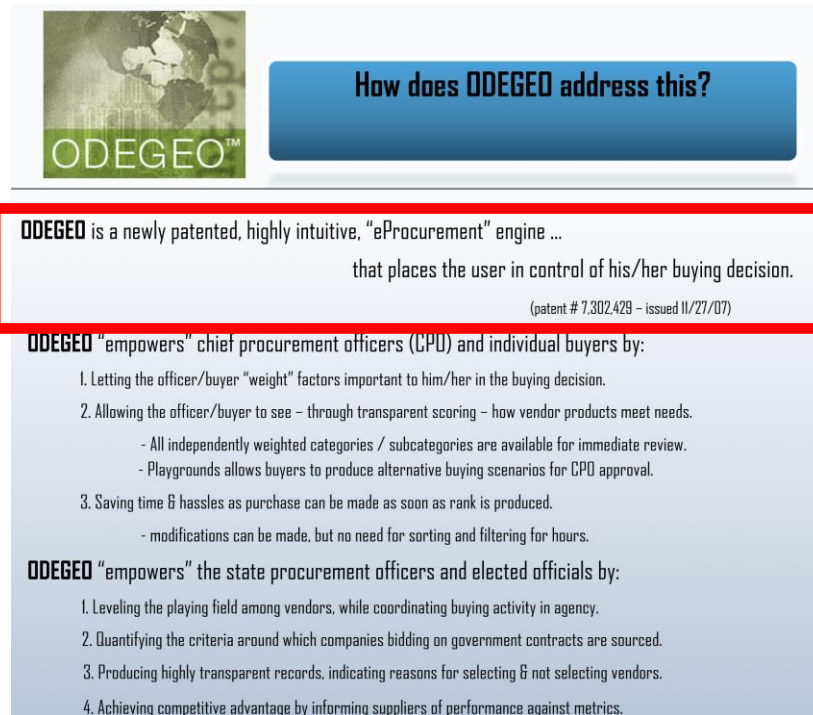 ODEGEO™
How does ODEGEO address this?
ODEGEO is a newly patented, highly intuitive, “eProcurement” engine ...
that places the user in control of his/her buying decision.
(patent # 7,302,429 – issued 11/27/07)
ODEGEO “empowers” chief procurement officers (CPO) and individual buyers by:
1. Letting the officer/buyer “weight” factors important to him/her in the buying decision.
2. Allowing the officer/buyer to see – through transparent scoring – how vendor products meet needs.
- All independently weighted categories / subcategories are available for immediate review.
- Playgrounds allows buyers to produce alternative buying scenarios for CPO approval.
3. Saving time & hassles as purchase can be made as soon as rank is produced.
- modifications can be made, but no need for sorting and filtering for hours.
ODEGEO “empowers” the state procurement officers and elected officials by:
1. Leveling the playing field among vendors, while coordinating buying activity in agency.
2. Quantifying the criteria around which companies bidding on government contracts are sourced.
3. Producing highly transparent records, indicating reasons for selecting & not selecting vendors.
4. Achieving competitive advantage by informing suppliers of performance against metrics.